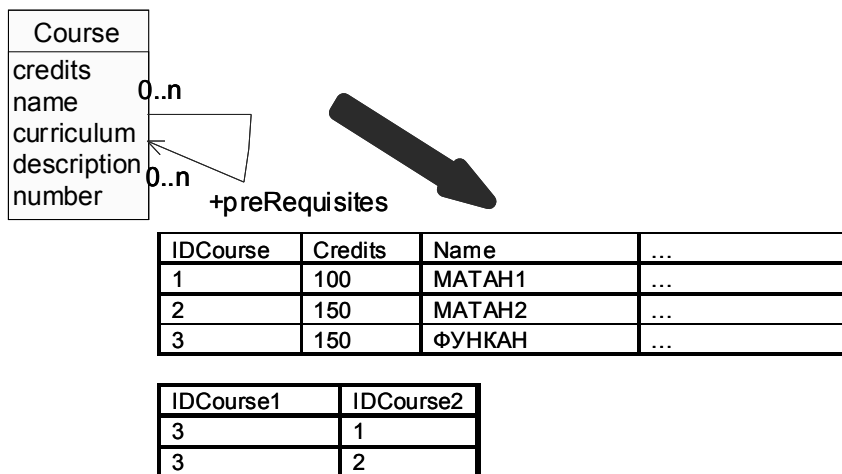 Course
credits
name
curriculum
description
number
0..n
0..n
+preRequisites
IDCourse Credits Name ...
1 100 МАТАН1 ...
2 150 МАТАН2 ...
3 150 ФУНКАН ...
IDCourse1 IDCourse2
3 1
3 2